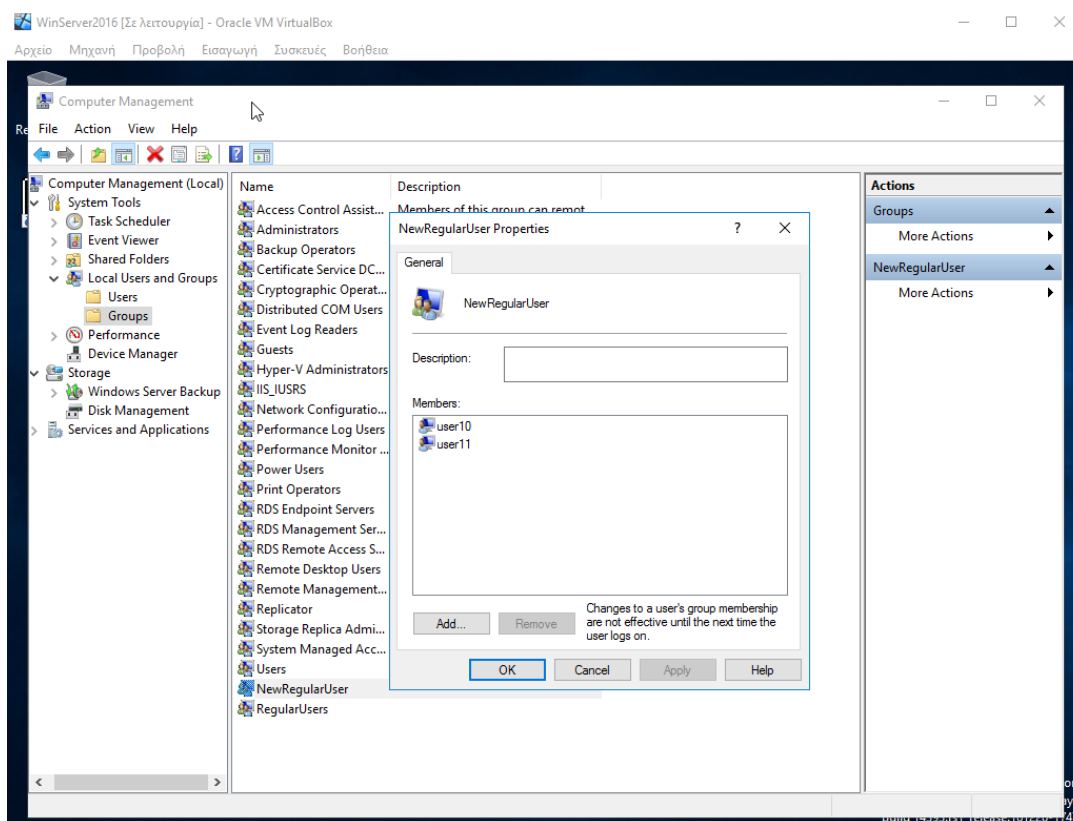 WinServer2016 [Σε λειτουργία] - Oracle VM VirtualBox
Αρχείο Μηχανή Προβολή Εισαγωγή Συσκευές Βοήθεια
Computer Management
File Action View Help
Computer Management (Local)
System Tools
Task Scheduler
Event Viewer
Shared Folders
Local Users and Groups
Users
Groups
Performance
Device Manager
Storage
Windows Server Backup
Disk Management
Services and Applications
Name Description
Access Control Assist... Members of this group can remot...
Administrators
Backup Operators
Certificate Service DC...
Cryptographic Operat...
Distributed COM Users
Event Log Readers
Guests
Hyper-V Administrators
IIS_IUSRS
Network Configuratio...
Performance Log Users
Performance Monitor ...
Power Users
Print Operators
RDS Endpoint Servers
RDS Management Ser...
RDS Remote Access S...
Remote Desktop Users
Remote Management...
Replicator
Storage Replica Admi...
System Managed Acc...
Users
NewRegularUser
RegularUsers
NewRegularUser Properties ?
General
NewRegularUser
Description:
Members:
user10
user11
Add... Remove
Changes to a user's group membership
are not effective until the next time the
user logs on.
OK Cancel Apply Help
Actions
Groups
More Actions
NewRegularUser
More Actions